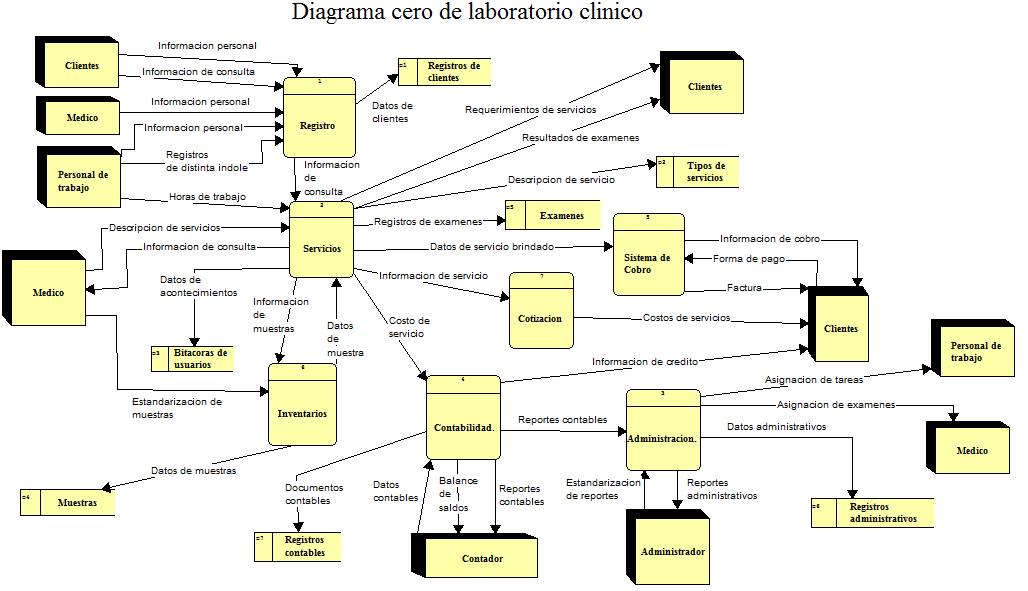 Diagrama cero de laboratorio clinico
Clientes
Informacion personal
Informacion de consulta
Medico
Informacion personal
Informacion personal
Personal de
trabajo
Registros
de distinta indole
Horas de trabajo
1
Registro
Datos de
clientes
=1
Registros de
clientes
Informacion
de
consulta
Requerimientos de servicios
Resultados de examenes
Clientes
Descripcion de servicio
=2
Tipos de
servicios
2
Servicios
Registros de examenes
=5
Examenes
Descripcion de servicios
Informacion de consulta
Medico
Datos de
acontecimientos
=3
Bitacoras de
usuarios
Informacion
de
muestras
Datos
de
muestra
Datos de servicio brindado
Informacion de servicio
Costo de
servicio
5
Sistema de
Cobro
Informacion de cobro
Forma de pago
Factura
7
Cotizacion
Costos de servicios
Clientes
Informacion de credito
Estandarizacion de
muestras
6
Inventarios
Datos de muestras
=4
Muestras
4
Contabilidad.
Reportes contables
3
Administracion.
Asignacion de tareas
Personal de
trabajo
Asignacion de examenes
Medico
Datos administrativos
=6
Registros
administrativos
Documentos
contables
=7
Registros
contables
Datos
contables
Balance
de
saldos
Reportes
contables
Contador
Estandarizacion
de reportes
Reportes
administrativos
Administrador